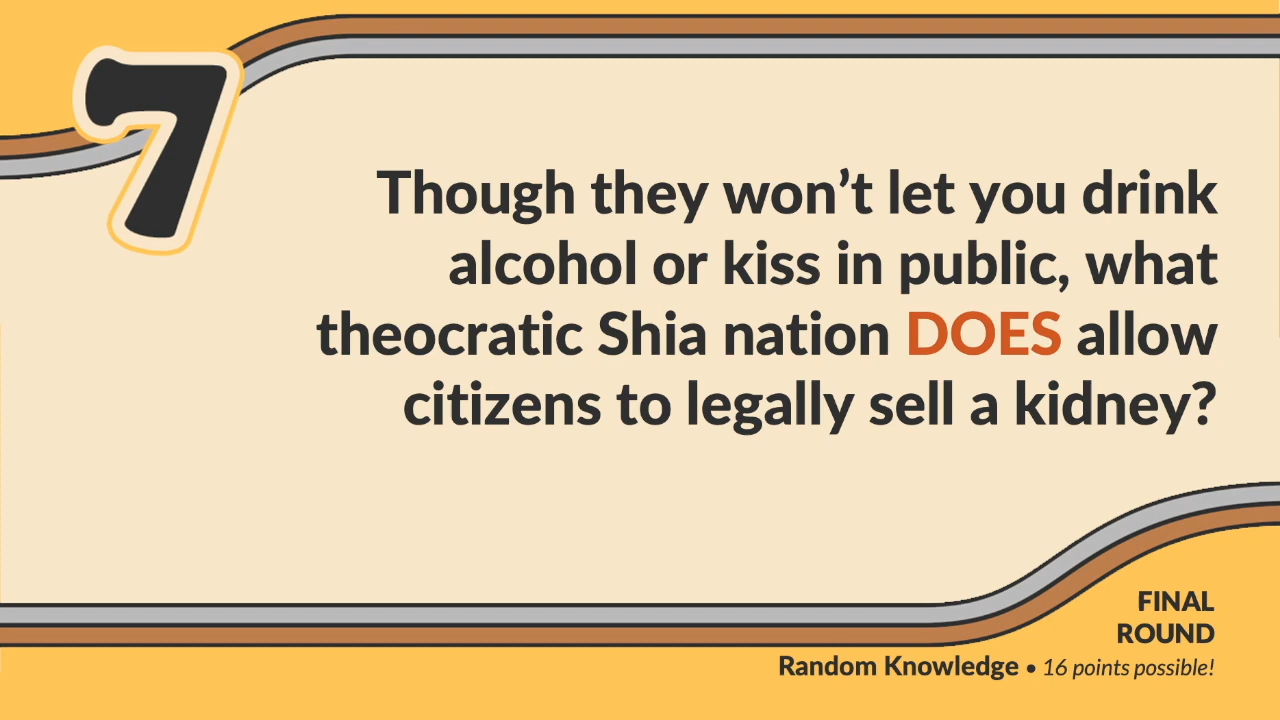 7
Though they won’t let you drink
alcohol or kiss in public, what
theocratic Shia nation DOES allow
citizens to legally sell a kidney?
FINAL
ROUND
Random Knowledge • 16 points possible!